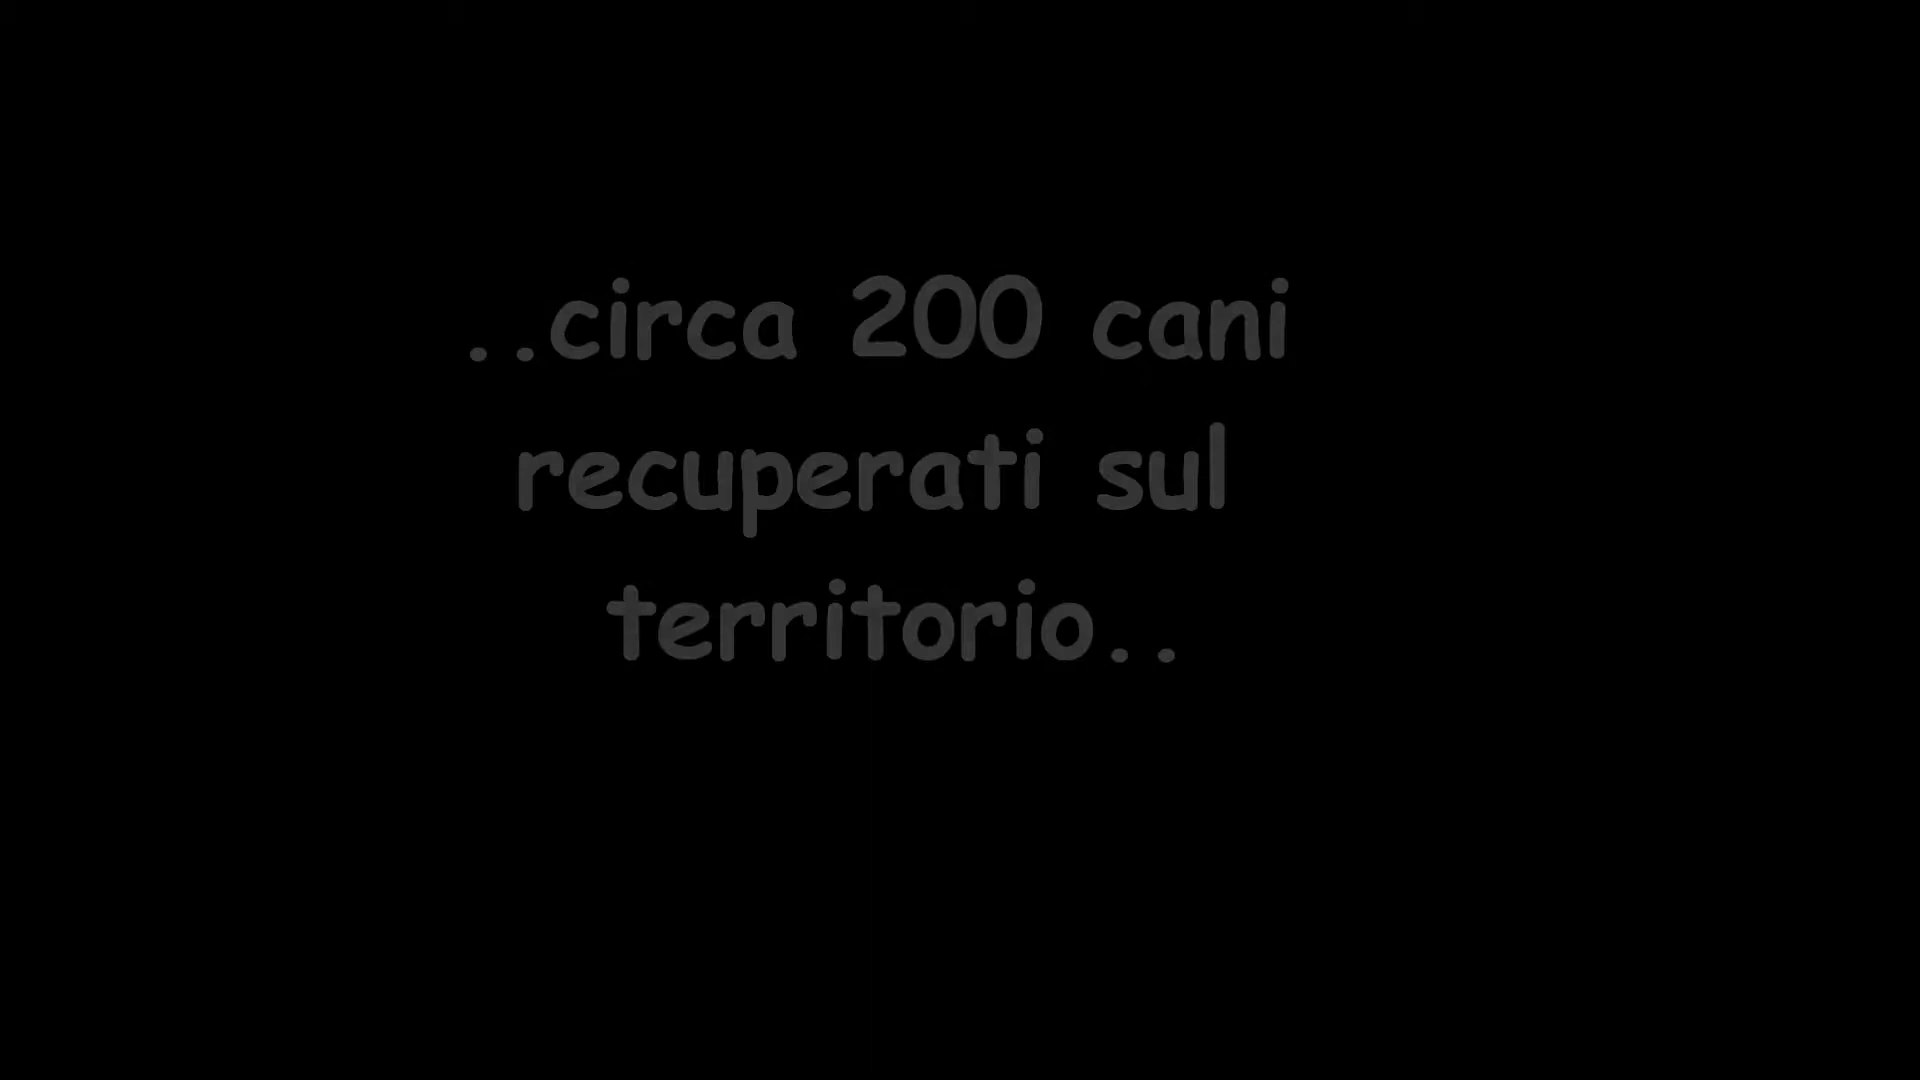 ..circa 200 cani
recuperati sul
territorio..